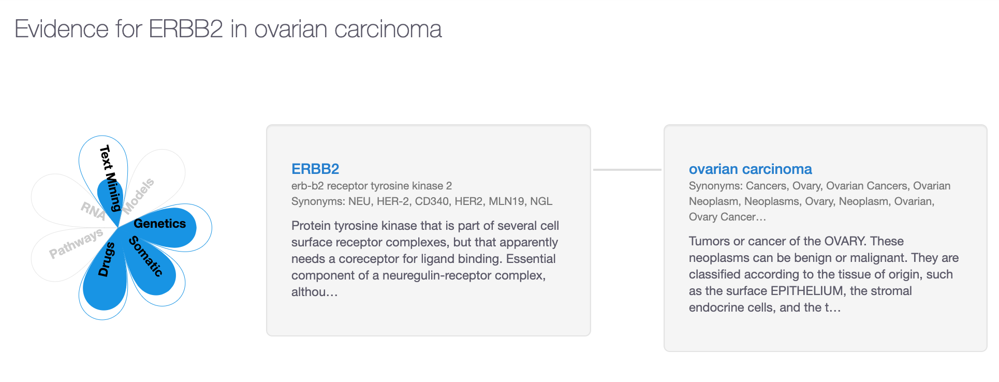 Evidence for ERBB2 in ovarian carcinoma
Text Mining
Models
RNA
Genetics
Pathways
Somatic
Drugs
ERBB2
erb-b2 receptor tyrosine kinase 2
Synonyms: NEU, HER-2, CD340, HER2, MLN19, NGL
Protein tyrosine kinase that is part of several cell
surface receptor complexes, but that apparently
needs a coreceptor for ligand binding. Essential
component of a neuregulin-receptor complex,
althou…
ovarian carcinoma
Synonyms: Cancers, Ovary, Ovarian Cancers, Ovarian
Neoplasm, Neoplasms, Ovary, Neoplasm, Ovarian,
Ovary Cancer…
Tumors or cancer of the OVARY. These
neoplasms can be benign or malignant. They are
classified according to the tissue of origin, such
as the surface EPITHELIUM, the stromal
endocrine cells, and the t…